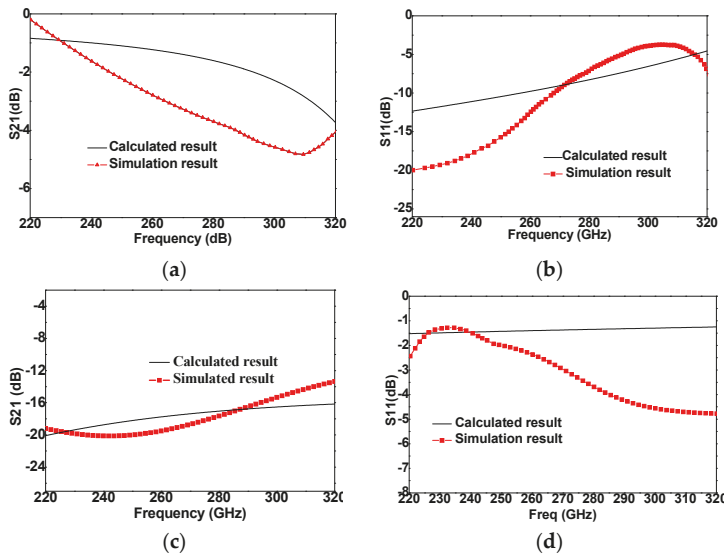 0
-2
-4
-6
S21 (dB)
Calculated result
Simulation result
220 240 260 280 300 320
Frequency (dB)
(a)
0
-5
-10
-15
-20
-25
S11(dB)
Calculated result
Simulation result
220 240 260 280 300 320
Frequency (GHz)
(b)
-4
-8
-12
-16
-20
-24
S21 (dB)
Calculated result
Simulated result
220 240 260 280 300 320
Frequency (GHz)
(c)
0
-1
-2
-3
-4
-5
-6
-7
-8
S11(dB)
Calculated result
Simulation result
220 230 240 250 260 270 280 290 300 310 320
Freq (GHz)
(d)